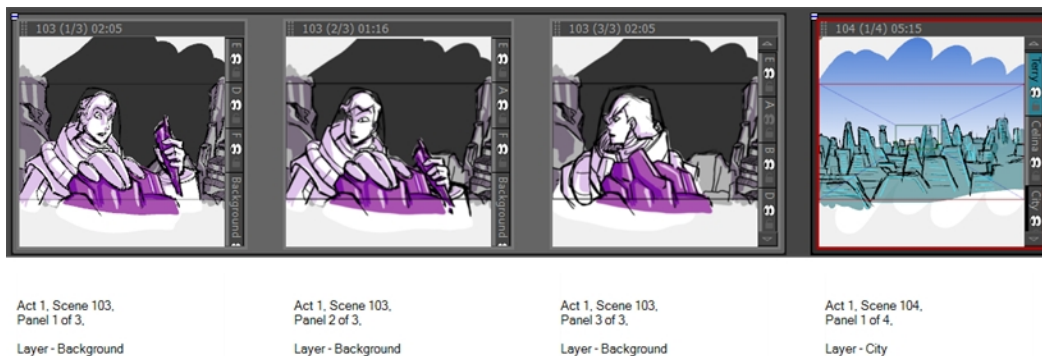 103 (1/3) 02:05
103 (2/3) 01:16
103 (3/3) 02:05
104 (1/4) 05:15
E
D
F
Background
E
A
F
Background
E
A
B
D
Terry
Celina
City
Act 1, Scene 103,
Panel 1 of 3,
Layer - Background
Act 1, Scene 103,
Panel 2 of 3,
Layer - Background
Act 1, Scene 103,
Panel 3 of 3,
Layer - Background
Act 1, Scene 104,
Panel 1 of 4,
Layer - City